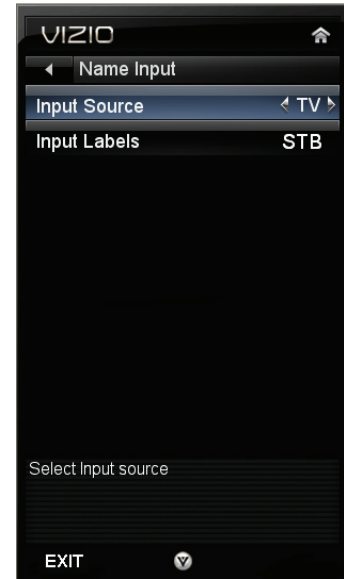 VIZIO
Name Input
Input Source TV
Input Labels STB
Select Input source
EXIT